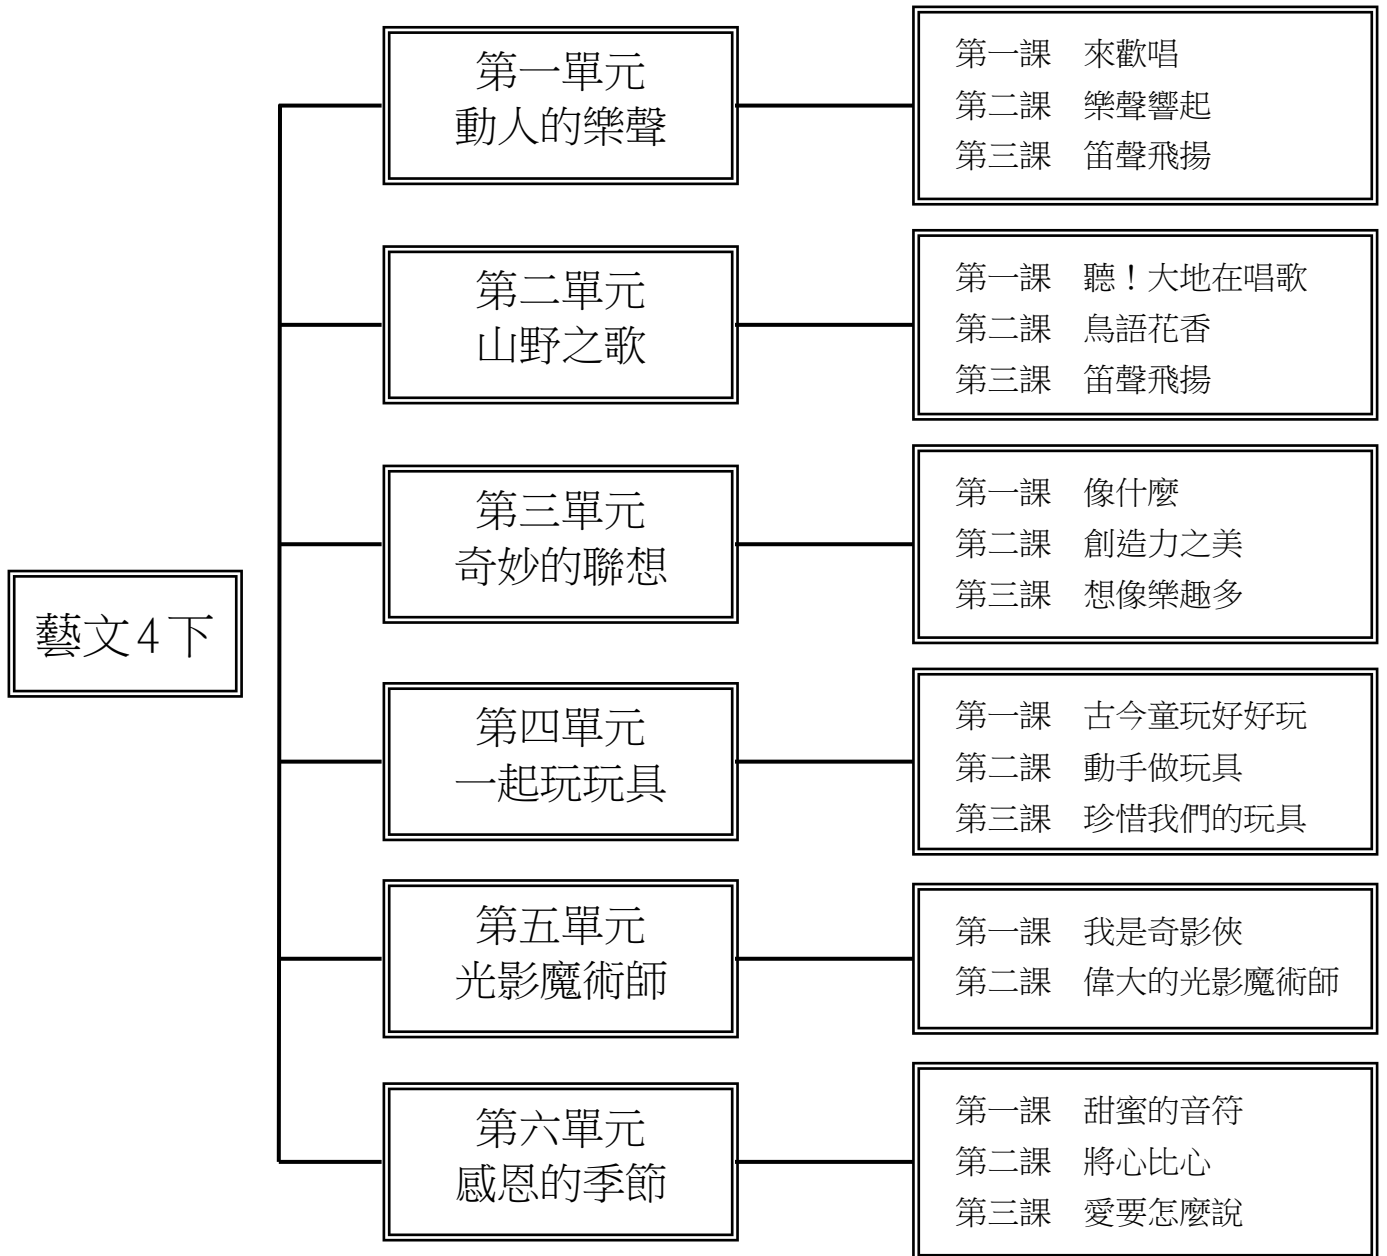 藝文4下
第一單元
動人的樂聲
第一課　來歡唱
第二課　樂聲響起
第三課　笛聲飛揚
第二單元
山野之歌
第一課　聽！大地在唱歌
第二課　鳥語花香
第三課　笛聲飛揚
第三單元
奇妙的聯想
第一課　像什麼
第二課　創造力之美
第三課　想像樂趣多
第四單元
一起玩玩具
第一課　古今童玩好好玩
第二課　動手做玩具
第三課　珍惜我們的玩具
第五單元
光影魔術師
第一課　我是奇影俠
第二課　偉大的光影魔術師
第六單元
感恩的季節
第一課　甜蜜的音符
第二課　將心比心
第三課　愛要怎麼說